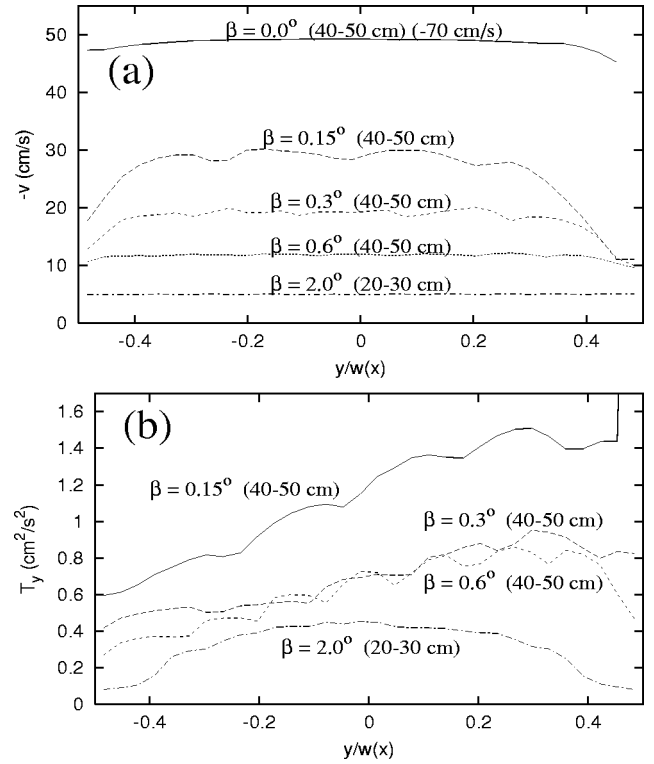 50
40
30
20
10
0
-v (cm/s)
(a)
β = 0.0° (40-50 cm) (-70 cm/s)
β = 0.15° (40-50 cm)
β = 0.3° (40-50 cm)
β = 0.6° (40-50 cm)
β = 2.0° (20-30 cm)
-0.4 -0.2 0 0.2 0.4
y/w(x)
1.6
1.4
1.2
1
0.8
0.6
0.4
0.2
0
T_y (cm²/s²)
(b)
β = 0.15° (40-50 cm)
β = 0.3° (40-50 cm)
β = 0.6° (40-50 cm)
β = 2.0° (20-30 cm)
-0.4 -0.2 0 0.2 0.4
y/w(x)